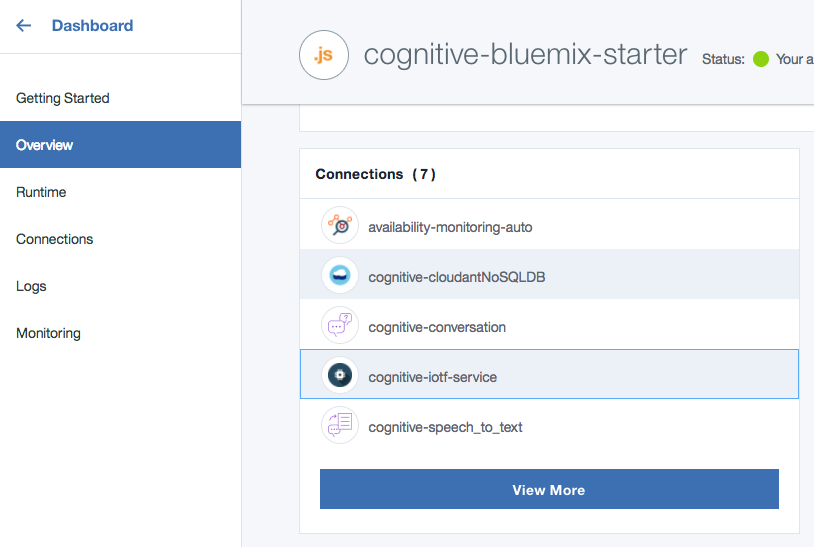 Dashboard
Getting Started
Overview
Runtime
Connections
Logs
Monitoring
.js
cognitive-bluemix-starter
Status: Your a
Connections (7)
availability-monitoring-auto
cognitive-cloudantNoSQLDB
cognitive-conversation
cognitive-iotf-service
cognitive-speech_to_text
View More